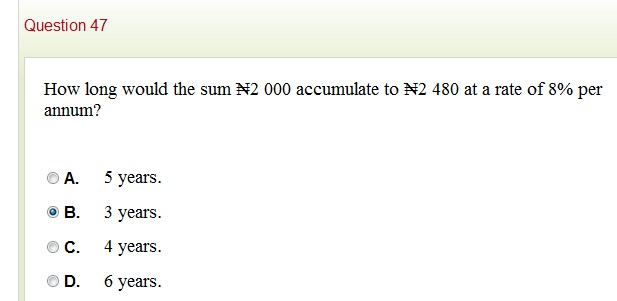 Question 47
How long would the sum ₦2 000 accumulate to ₦2 480 at a rate of 8% per
annum?
A. 5 years.
B. 3 years.
C. 4 years.
D. 6 years.